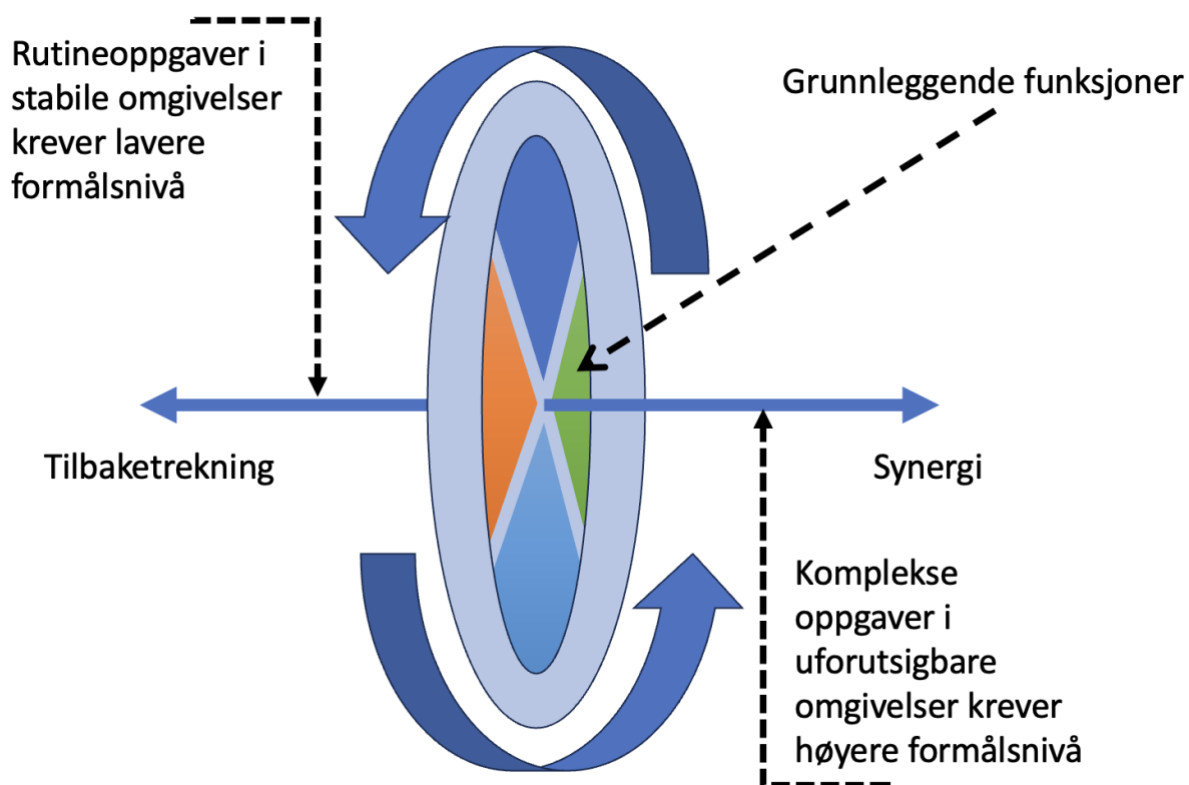 Rutineoppgaver i
stabile omgivelser
krever lavere
formålsnivå
Grunnleggende funksjoner
Tilbaketrekning
Synergi
Komplekse
oppgaver i
uforutsigbare
omgivelser krever
høyere formålsnivå